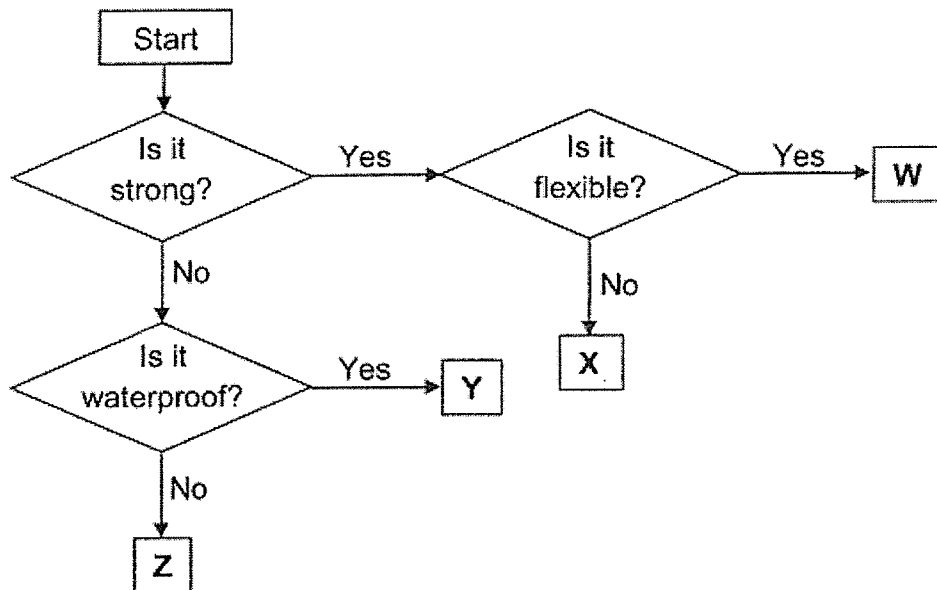 Start
Is it
strong?
Yes
Is it
flexible?
Yes
W
No
No
X
Is it
waterproof?
Yes
Y
No
Z